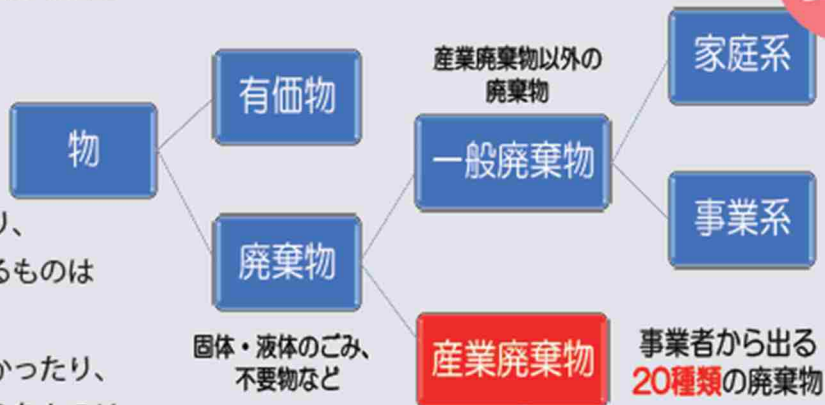 物
有価物
廃棄物
固体・液体のごみ、
不要物など
産業廃棄物以外の
廃棄物
一般廃棄物
産業廃棄物
家庭系
事業系
事業者から出る
20種類の廃棄物
り、
るものは
かったり、